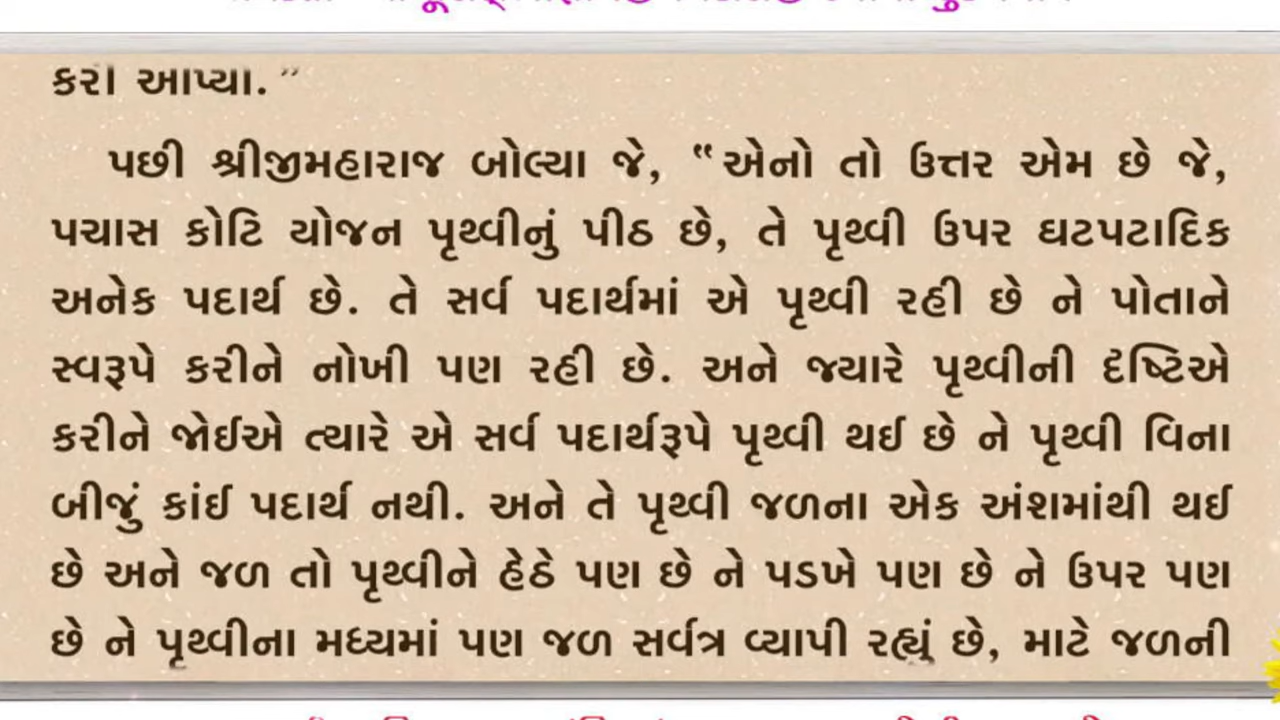 કરી આપ્યા.”
પછી શ્રીજીમહારાજ બોલ્યા જે, “એનો તો ઉત્તર એમ છે જે,
પચાસ કોટિ યોજન પૃથ્વીનું પીઠ છે, તે પૃથ્વી ઉપર ઘટપટાદિક
અનેક પદાર્થ છે. તે સર્વ પદાર્થમાં એ પૃથ્વી રહી છે ને પોતાને
સ્વરૂપે કરીને નોખી પણ રહી છે. અને જ્યારે પૃથ્વીની દૃષ્ટિએ
કરીને જોઈએ ત્યારે એ સર્વ પદાર્થરૂપે પૃથ્વી થઈ છે ને પૃથ્વી વિના
બીજું કાંઈ પદાર્થ નથી. અને તે પૃથ્વી જળના એક અંશમાંથી થઈ
છે અને જળ તો પૃથ્વીને હેઠે પણ છે ને પડખે પણ છે ને ઉપર પણ
છે ને પૃથ્વીના મધ્યમાં પણ જળ સર્વત્ર વ્યાપી રહ્યું છે, માટે જળની